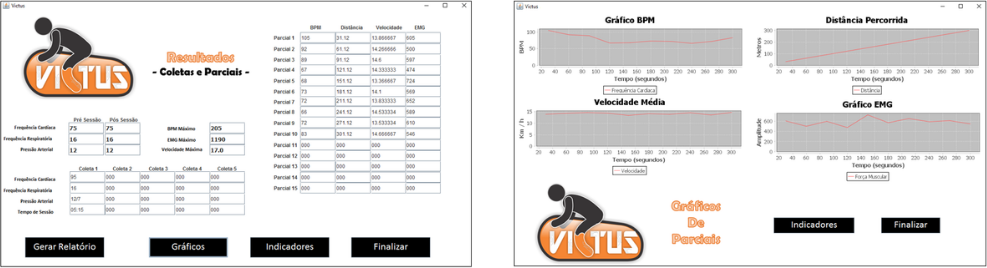 Victus
VICTUS
Resultados
- Coletas e Parciais -
Pré Sessão Pós Sessão
Frequência Cardíaca 75 75
Frequência Respiratória 16 16
Pressão Arterial 12 12
BPM Máximo 205
EMG Máximo 1190
Velocidade Máxima 17.0
Coleta 1 Coleta 2 Coleta 3 Coleta 4 Coleta 5
Frequência Cardíaca 95 000 000 000 000
Frequência Respiratória 16 000 000 000 000
Pressão Arterial 12/7 000 000 000 000
Tempo de Sessão 05:15 000 000 000 000
BPM Distância Velocidade EMG
Parcial 1 105 31.12 13.866667 605
Parcial 2 92 61.12 14.266666 500
Parcial 3 89 91.12 14.6 597
Parcial 4 67 121.12 14.333333 474
Parcial 5 68 151.12 13.366667 724
Parcial 6 73 181.12 14.1 569
Parcial 7 72 211.12 13.833333 652
Parcial 8 66 241.12 14.533334 589
Parcial 9 72 271.12 13.533334 610
Parcial 10 83 301.12 14.666667 546
Parcial 11 000 000 000 000
Parcial 12 000 000 000 000
Parcial 13 000 000 000 000
Parcial 14 000 000 000 000
Parcial 15 000 000 000 000
Gerar Relatório Gráficos Indicadores Finalizar
Victus
Gráfico BPM
BPM
100
50
0
20 40 60 80 100 120 140 160 180 200 220 240 260 280 300
Tempo (segundos)
Frequência Cardíaca
Distância Percorrida
Metros
300
200
100
0
20 40 60 80 100 120 140 160 180 200 220 240 260 280 300
Tempo (segundos)
Distância
Velocidade Média
Km / h
15
10
5
0
20 40 60 80 100 120 140 160 180 200 220 240 260 280 300
Tempo (segundos)
Velocidade
Gráfico EMG
Amplitude
750
500
250
0
20 40 60 80 100 120 140 160 180 200 220 240 260 280 300
Tempo (segundos)
Força Muscular
VICTUS
Gráficos
De
Parciais
Indicadores Finalizar